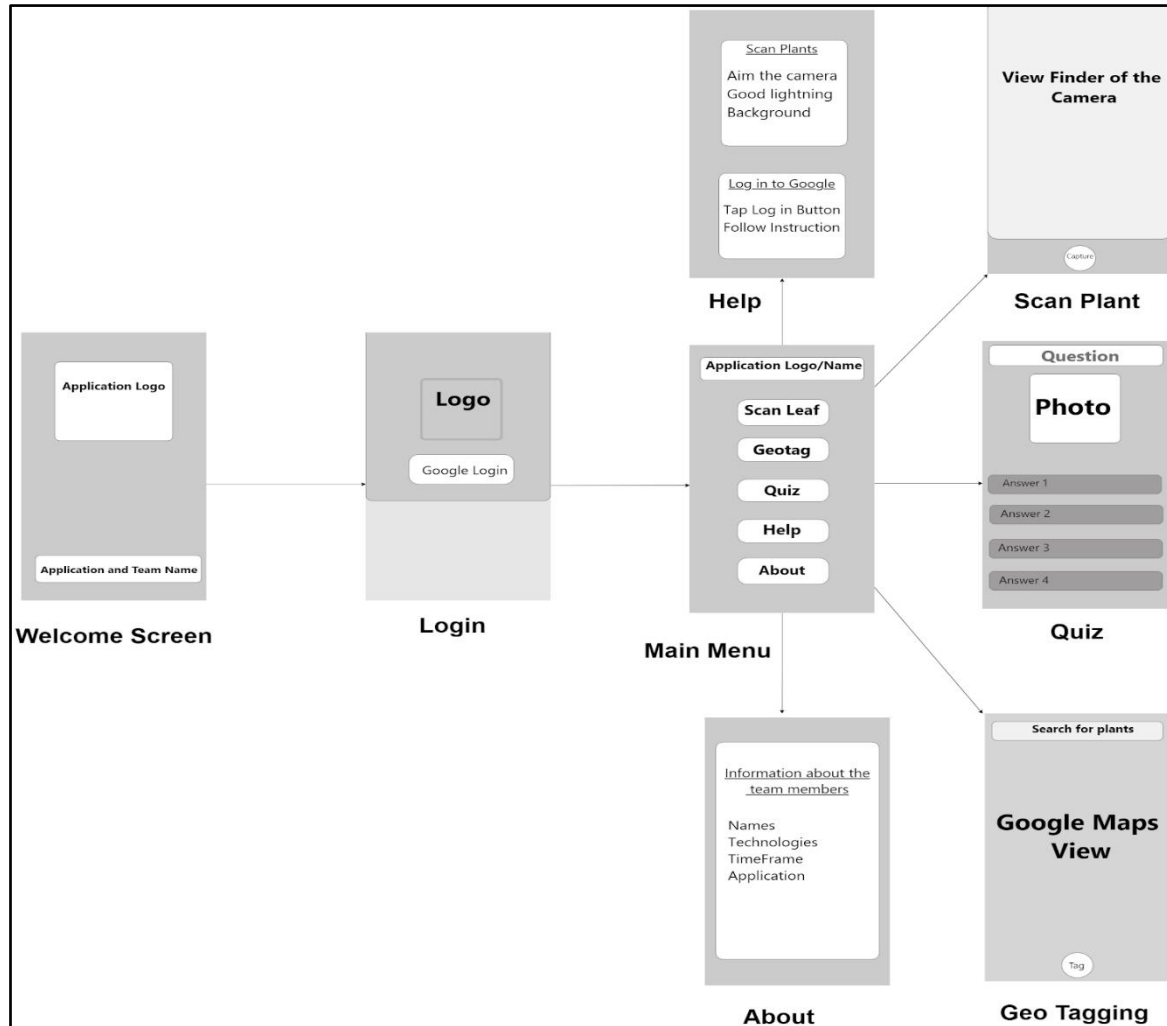 Scan Plants
Aim the camera
Good lightning
Background
Log in to Google
Tap Log in Button
Follow Instruction
Help
View Finder of the
Camera
Capture
Scan Plant
Application Logo
Application and Team Name
Welcome Screen
Logo
Google Login
Login
Application Logo/Name
Scan Leaf
Geotag
Quiz
Help
About
Main Menu
Question
Photo
Answer 1
Answer 2
Answer 3
Answer 4
Quiz
Information about the
team members
Names
Technologies
TimeFrame
Application
About
Search for plants
Google Maps
View
Tag
Geo Tagging